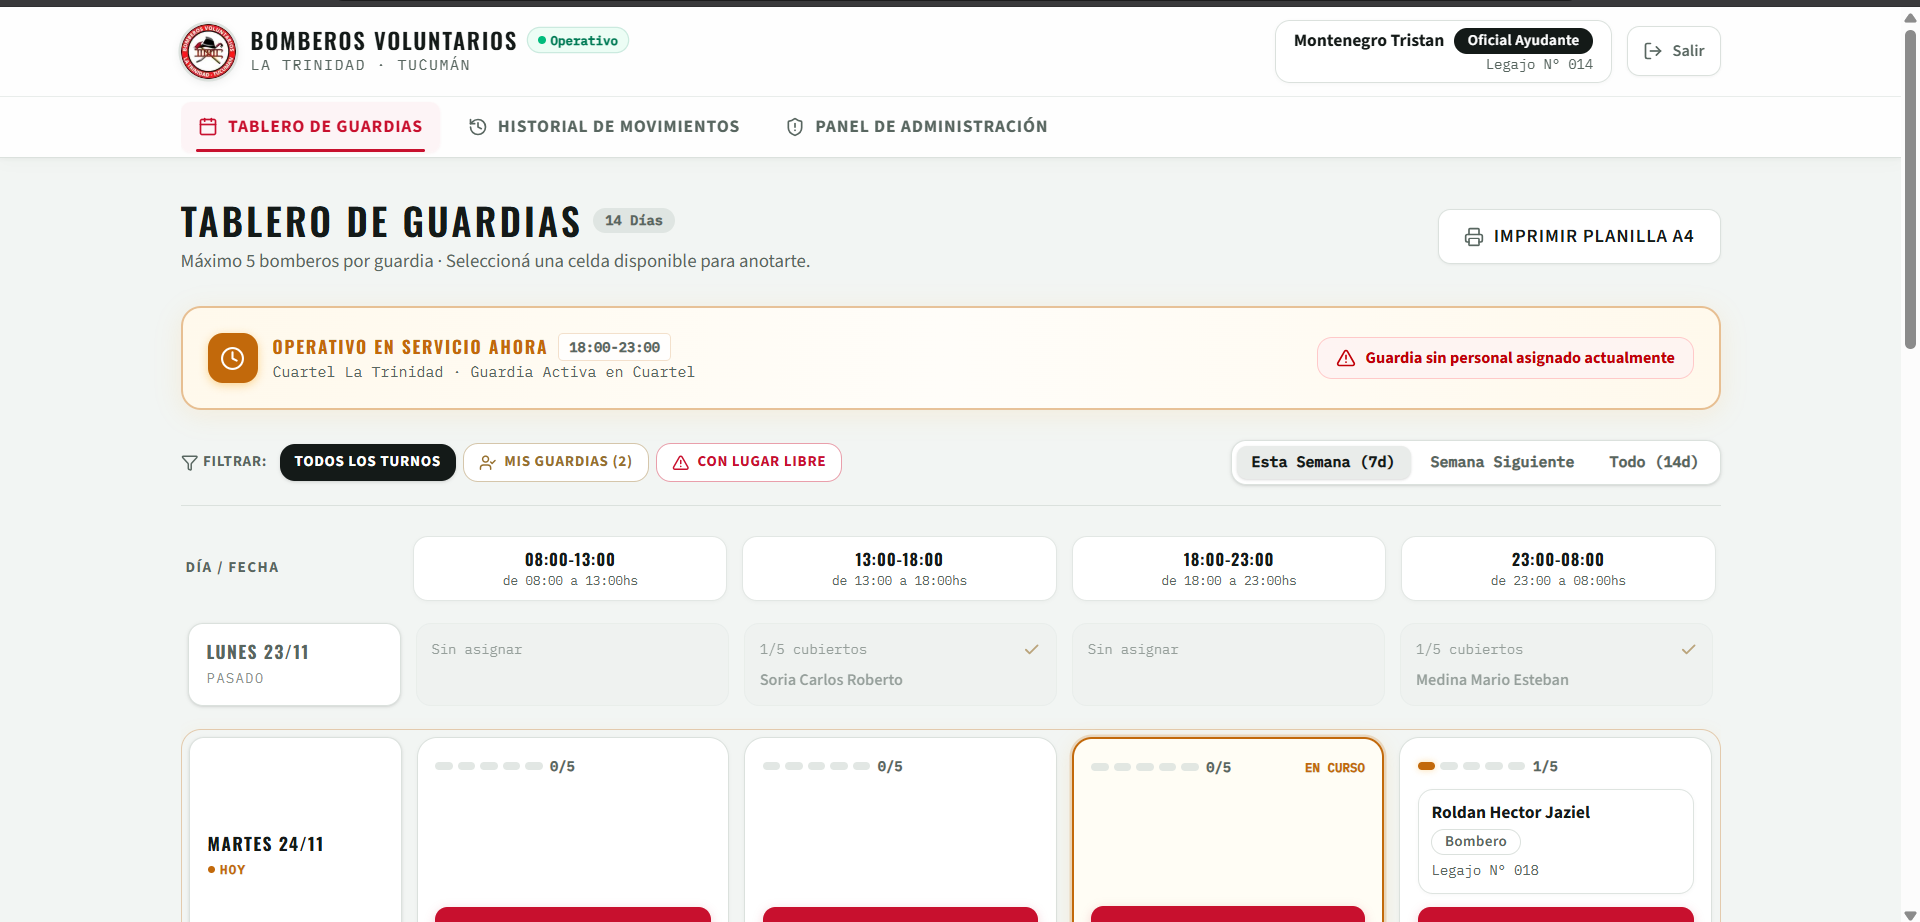 BOMBEROS VOLUNTARIOS
Operativo
LA TRINIDAD · TUCUMÁN
Montenegro Tristan
Oficial Ayudante
Legajo N° 014
Salir
TABLERO DE GUARDIAS
HISTORIAL DE MOVIMIENTOS
PANEL DE ADMINISTRACIÓN
TABLERO DE GUARDIAS
14 Días
Máximo 5 bomberos por guardia · Seleccioná una celda disponible para anotarte.
IMPRIMIR PLANILLA A4
OPERATIVO EN SERVICIO AHORA
18:00-23:00
Cuartel La Trinidad · Guardia Activa en Cuartel
Guardia sin personal asignado actualmente
FILTRAR:
TODOS LOS TURNOS
MIS GUARDIAS (2)
CON LUGAR LIBRE
Esta Semana (7d)
Semana Siguiente
Todo (14d)
DÍA / FECHA
08:00-13:00
de 08:00 a 13:00hs
13:00-18:00
de 13:00 a 18:00hs
18:00-23:00
de 18:00 a 23:00hs
23:00-08:00
de 23:00 a 08:00hs
LUNES 23/11
PASADO
Sin asignar
1/5 cubiertos
Soria Carlos Roberto
Sin asignar
1/5 cubiertos
Medina Mario Esteban
MARTES 24/11
HOY
0/5
0/5
0/5
EN CURSO
1/5
Roldan Hector Jaziel
Bombero
Legajo N° 018